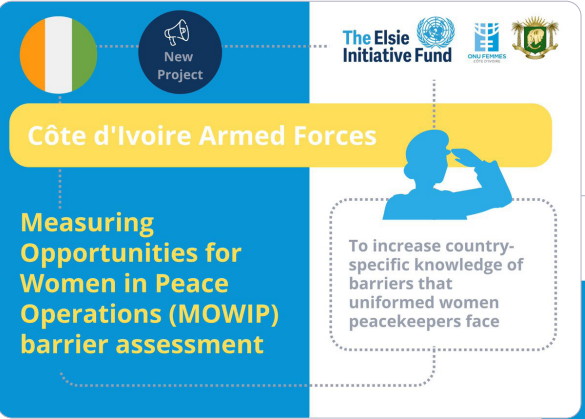 New
Project
The Elsie
Initiative Fund
ONU FEMMES
CÔTE D'IVOIRE
Côte d'Ivoire Armed Forces
Measuring
Opportunities for
Women in Peace
Operations (MOWIP)
barrier assessment
To increase country-
specific knowledge of
barriers that
uniformed women
peacekeepers face